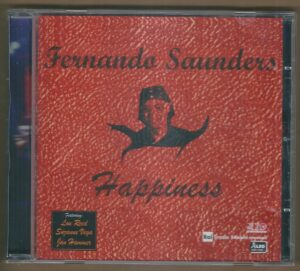 Fernando Saunders
Happiness
Featuring
Lou Reed
Suzanne Vega
Jan Hammer